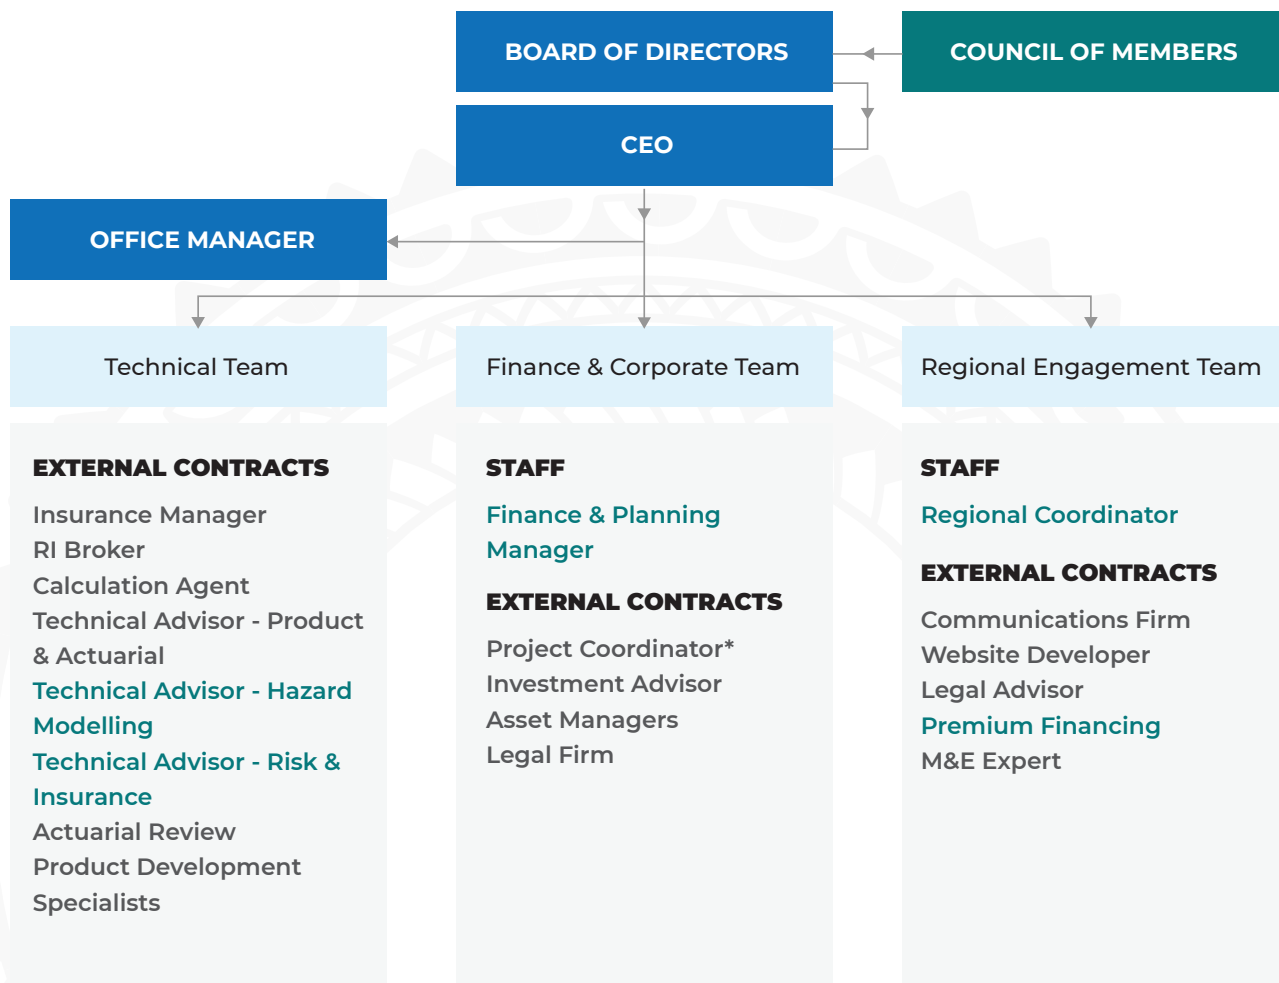 BOARD OF DIRECTORS
COUNCIL OF MEMBERS
CEO
OFFICE MANAGER
Technical Team
Finance & Corporate Team
Regional Engagement Team
EXTERNAL CONTRACTS
Insurance Manager
RI Broker
Calculation Agent
Technical Advisor - Product
& Actuarial
Technical Advisor - Hazard
Modelling
Technical Advisor - Risk &
Insurance
Actuarial Review
Product Development
Specialists
STAFF
Finance & Planning
Manager
EXTERNAL CONTRACTS
Project Coordinator*
Investment Advisor
Asset Managers
Legal Firm
STAFF
Regional Coordinator
EXTERNAL CONTRACTS
Communications Firm
Website Developer
Legal Advisor
Premium Financing
M&E Expert